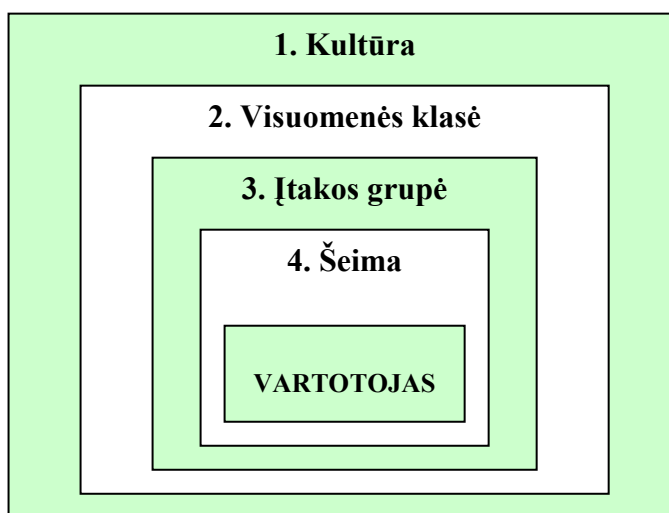 1. Kultūra
2. Visuomenės klasė
3. Įtakos grupė
4. Šeima
VARTOTOJAS